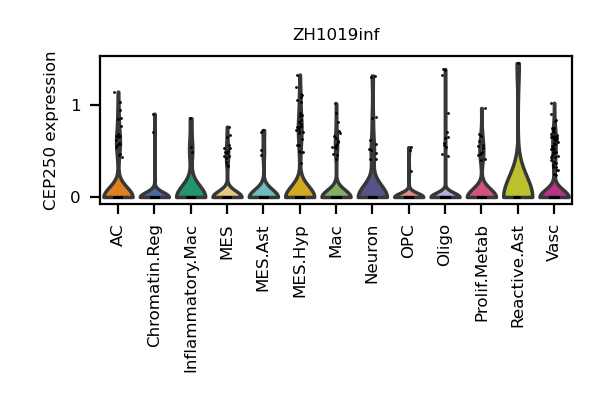 ZH1019inf
CEP250 expression
1
0
AC
Chromatin.Reg
Inflammatory.Mac
MES
MES.Ast
MES.Hyp
Mac
Neuron
OPC
Oligo
Prolif.Metab
Reactive.Ast
Vasc